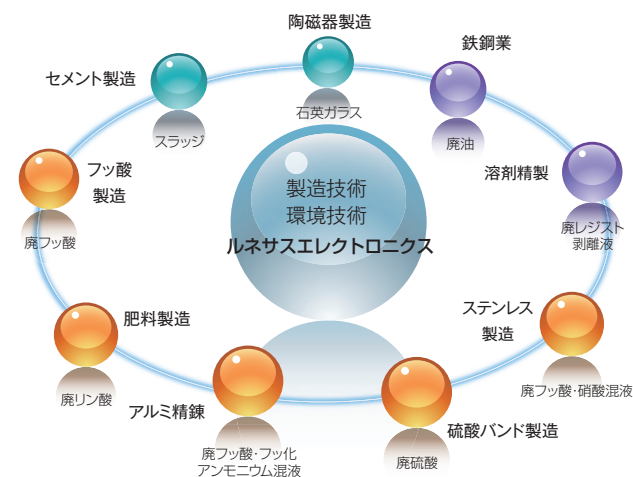 陶磁器製造
石英ガラス
鉄鋼業
廃油
溶剤精製
廃レジスト
剥離液
ステンレス
製造
廃フッ酸・硝酸混液
硫酸バンド製造
廃硫酸
アルミ精錬
廃フッ酸・フッ化
アンモニウム混液
肥料製造
廃リン酸
フッ酸
製造
廃フッ酸
セメント製造
スラッジ
製造技術
環境技術
ルネサスエレクトロニクス